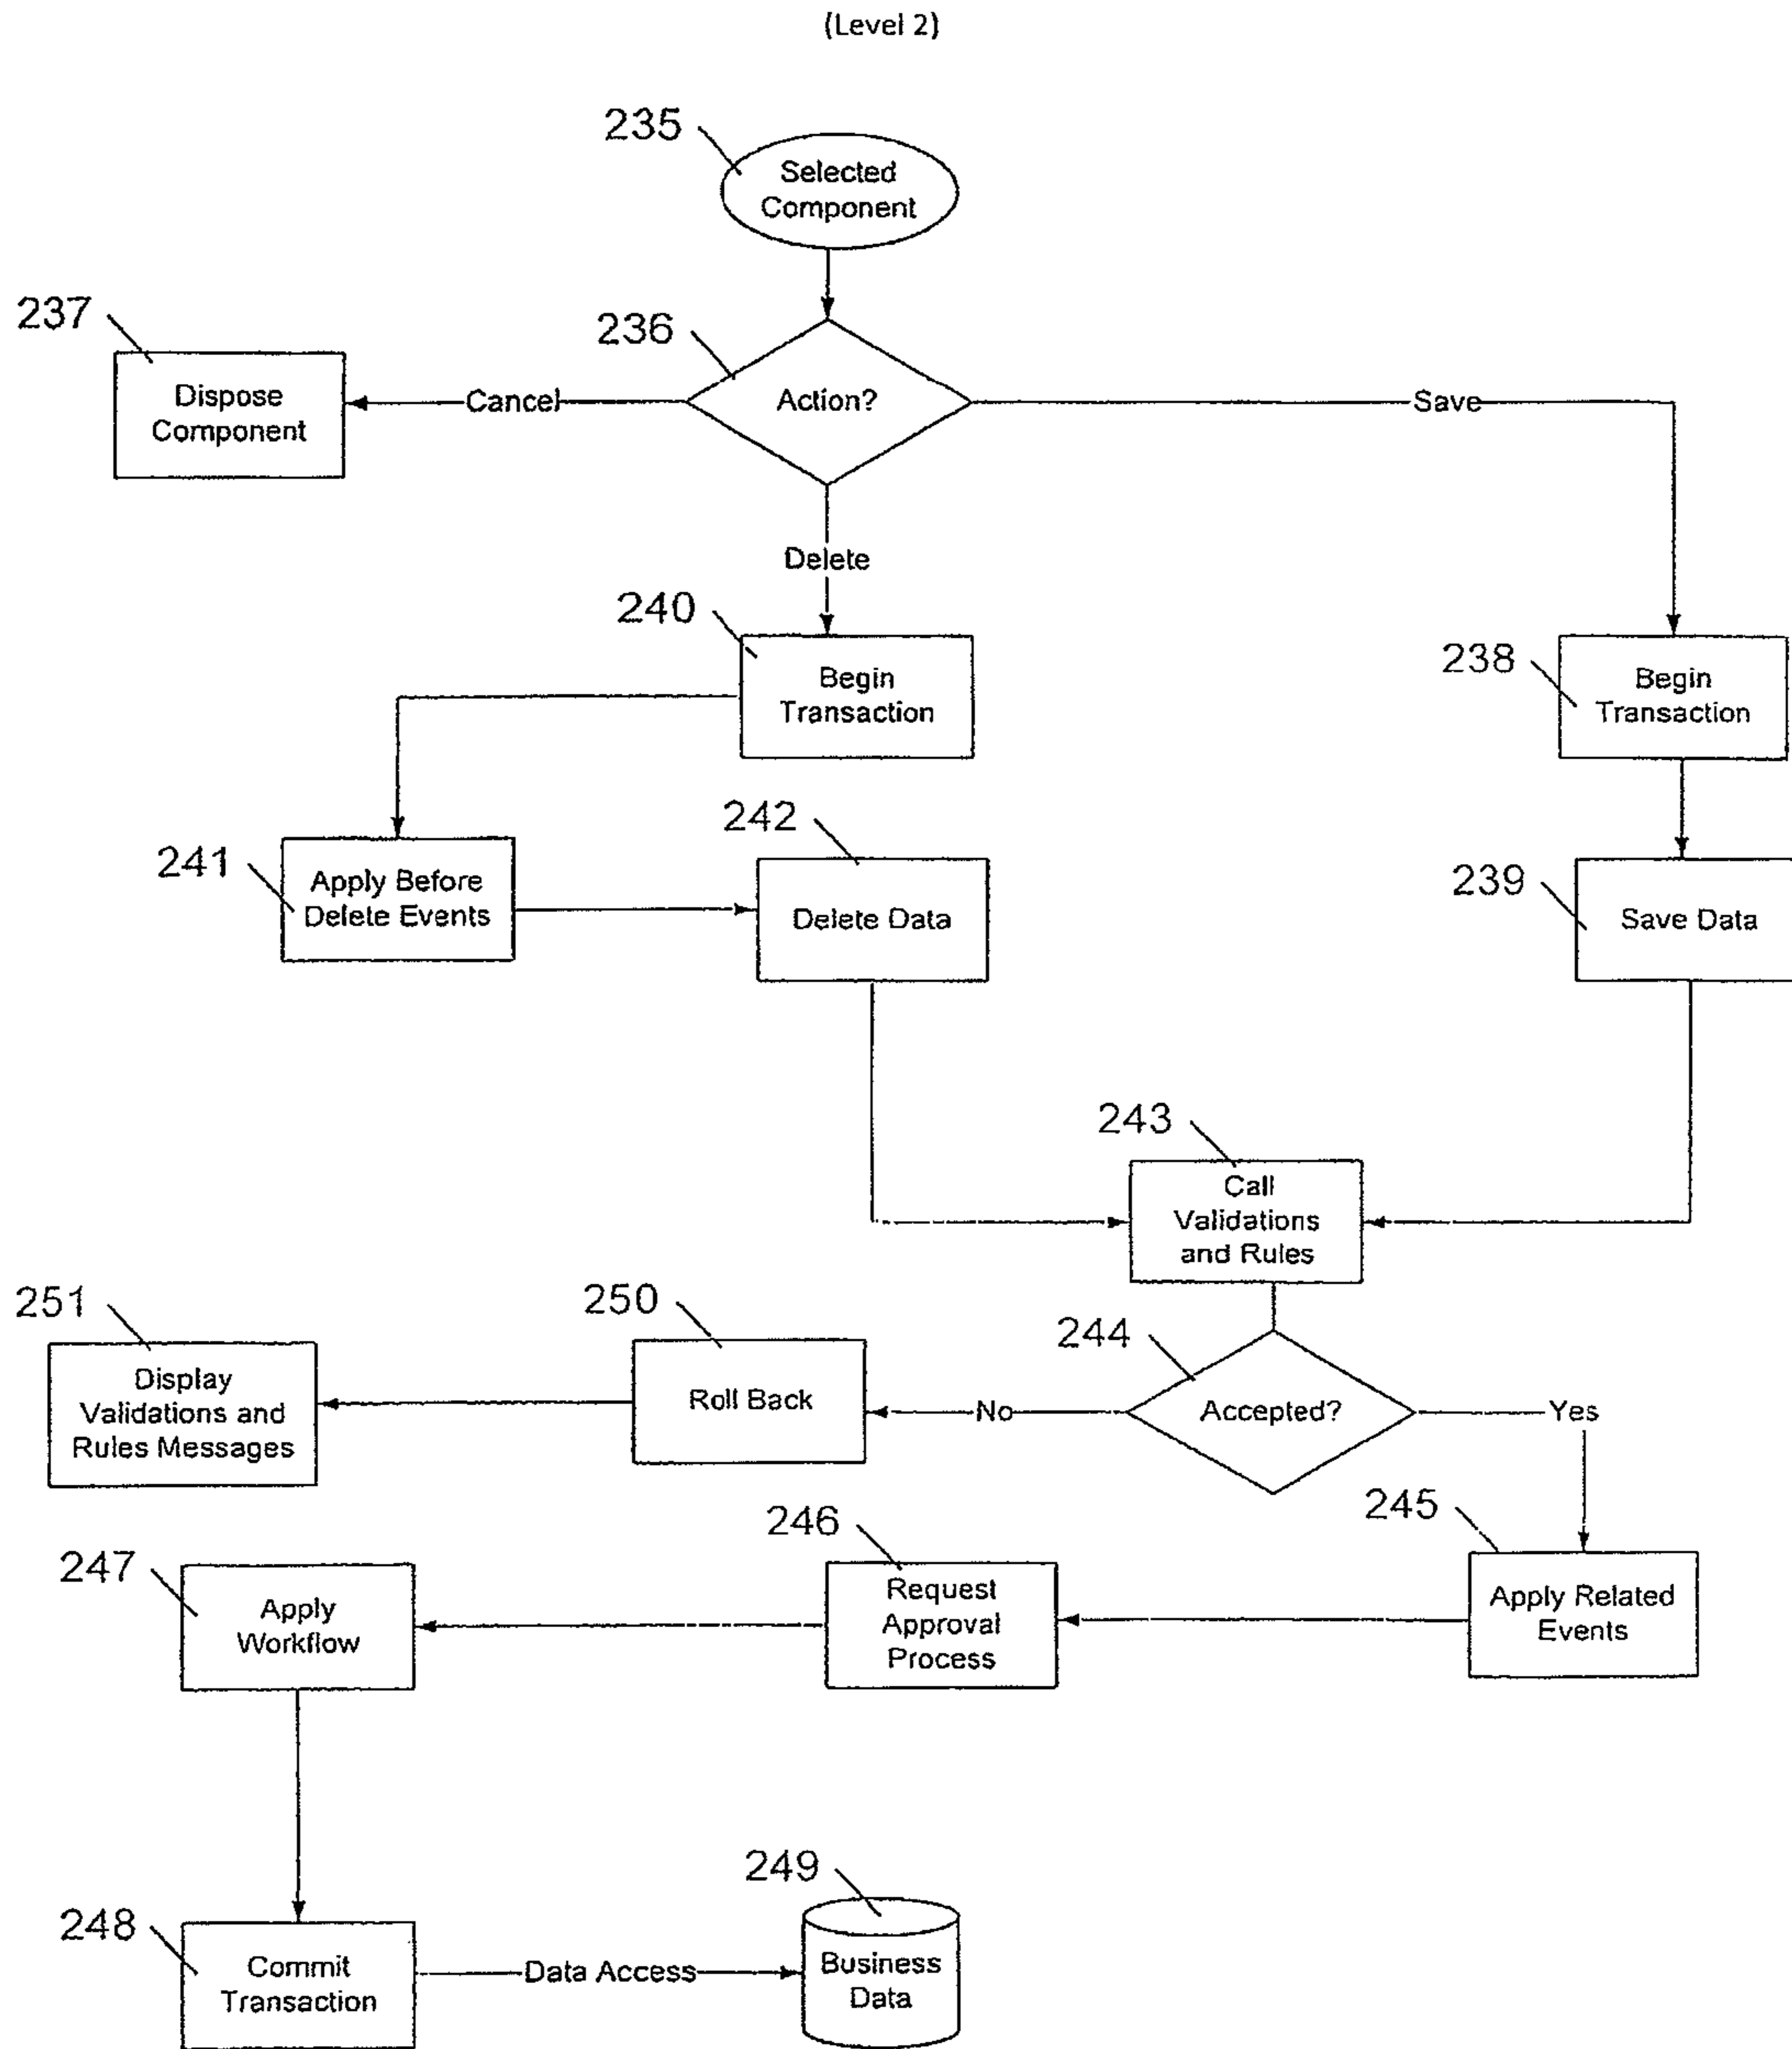 (Level 2)
235
Selected
Component
237
236
Dispose
Component
Cancel
Action?
Save
Delete
240
238
Begin
Transaction
Begin
Transaction
242
241
Apply Before
Delete Events
239
Delete Data
Save Data
243
Call
Validations
and Rules
251
250
244
Display
Validations and
Rules Messages
Roll Back
No
Accepted?
Yes
246
245
247
Request
Approval
Process
Apply Related
Events
Apply
Workflow
249
248
Commit
Transaction
Data Access
Business
Data